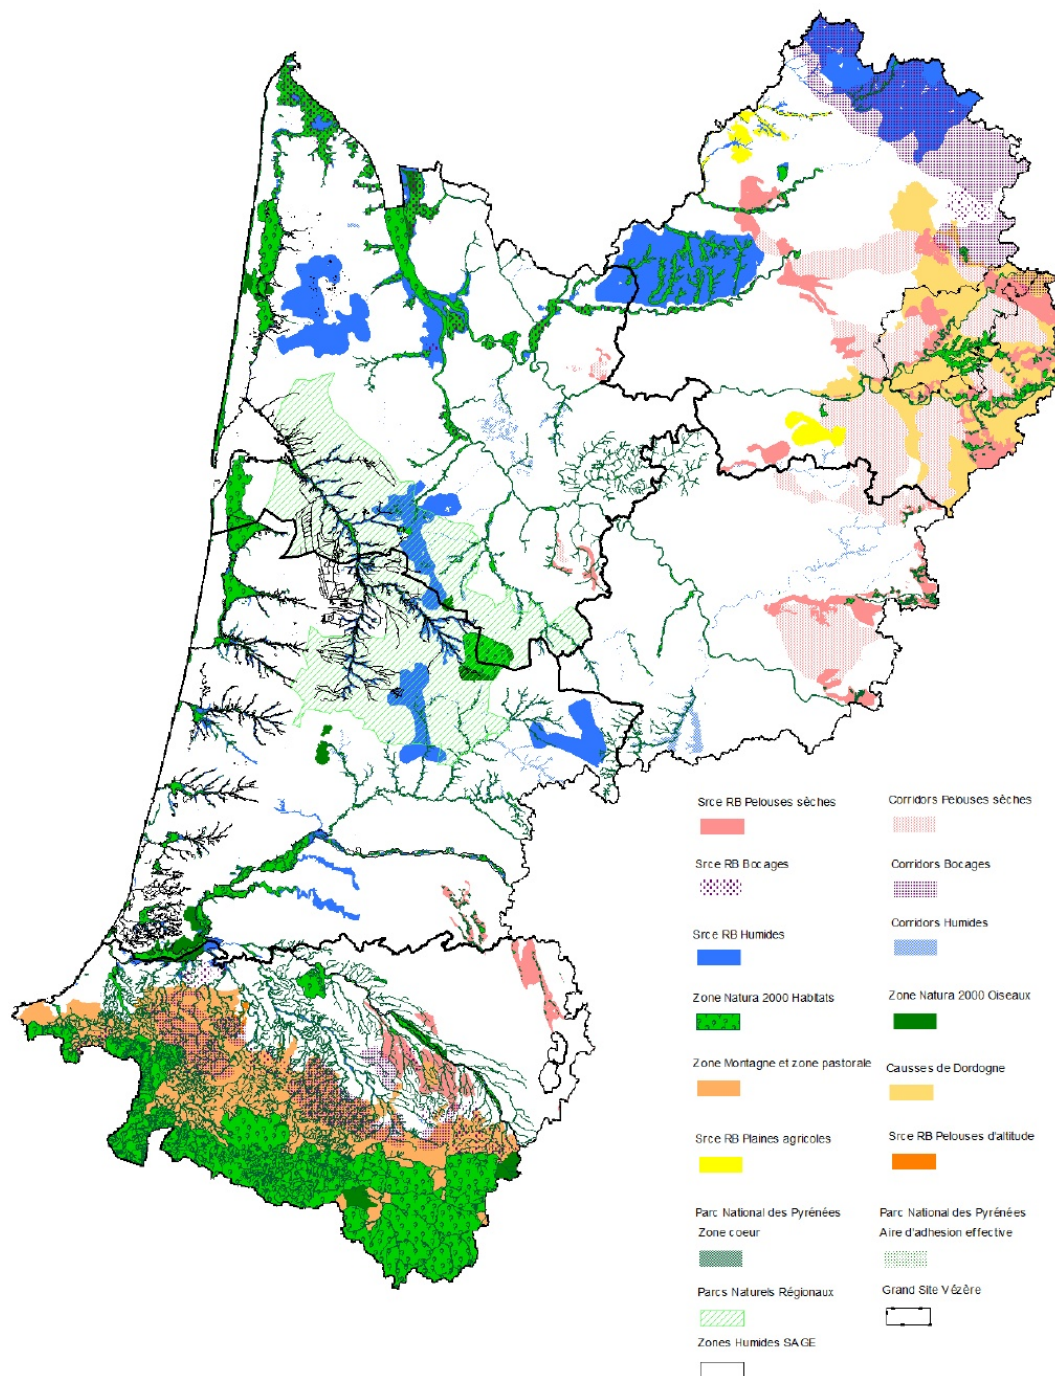 Srce RB Pelouses sèches
Corridors Pelouses sèches
Srce RB Bocages
Corridors Bocages
Srce RB Humides
Corridors Humides
Zone Natura 2000 Habitats
Zone Natura 2000 Oiseaux
Zone Montagne et zone pastorale
Causses de Dordogne
Srce RB Plaines agricoles
Srce RB Pelouses d'altitude
Parc National des Pyrénées
Zone coeur
Parc National des Pyrénées
Aire d'adhesion effective
Parcs Naturels Régionaux
Grand Site Vézère
Zones Humides SAGE